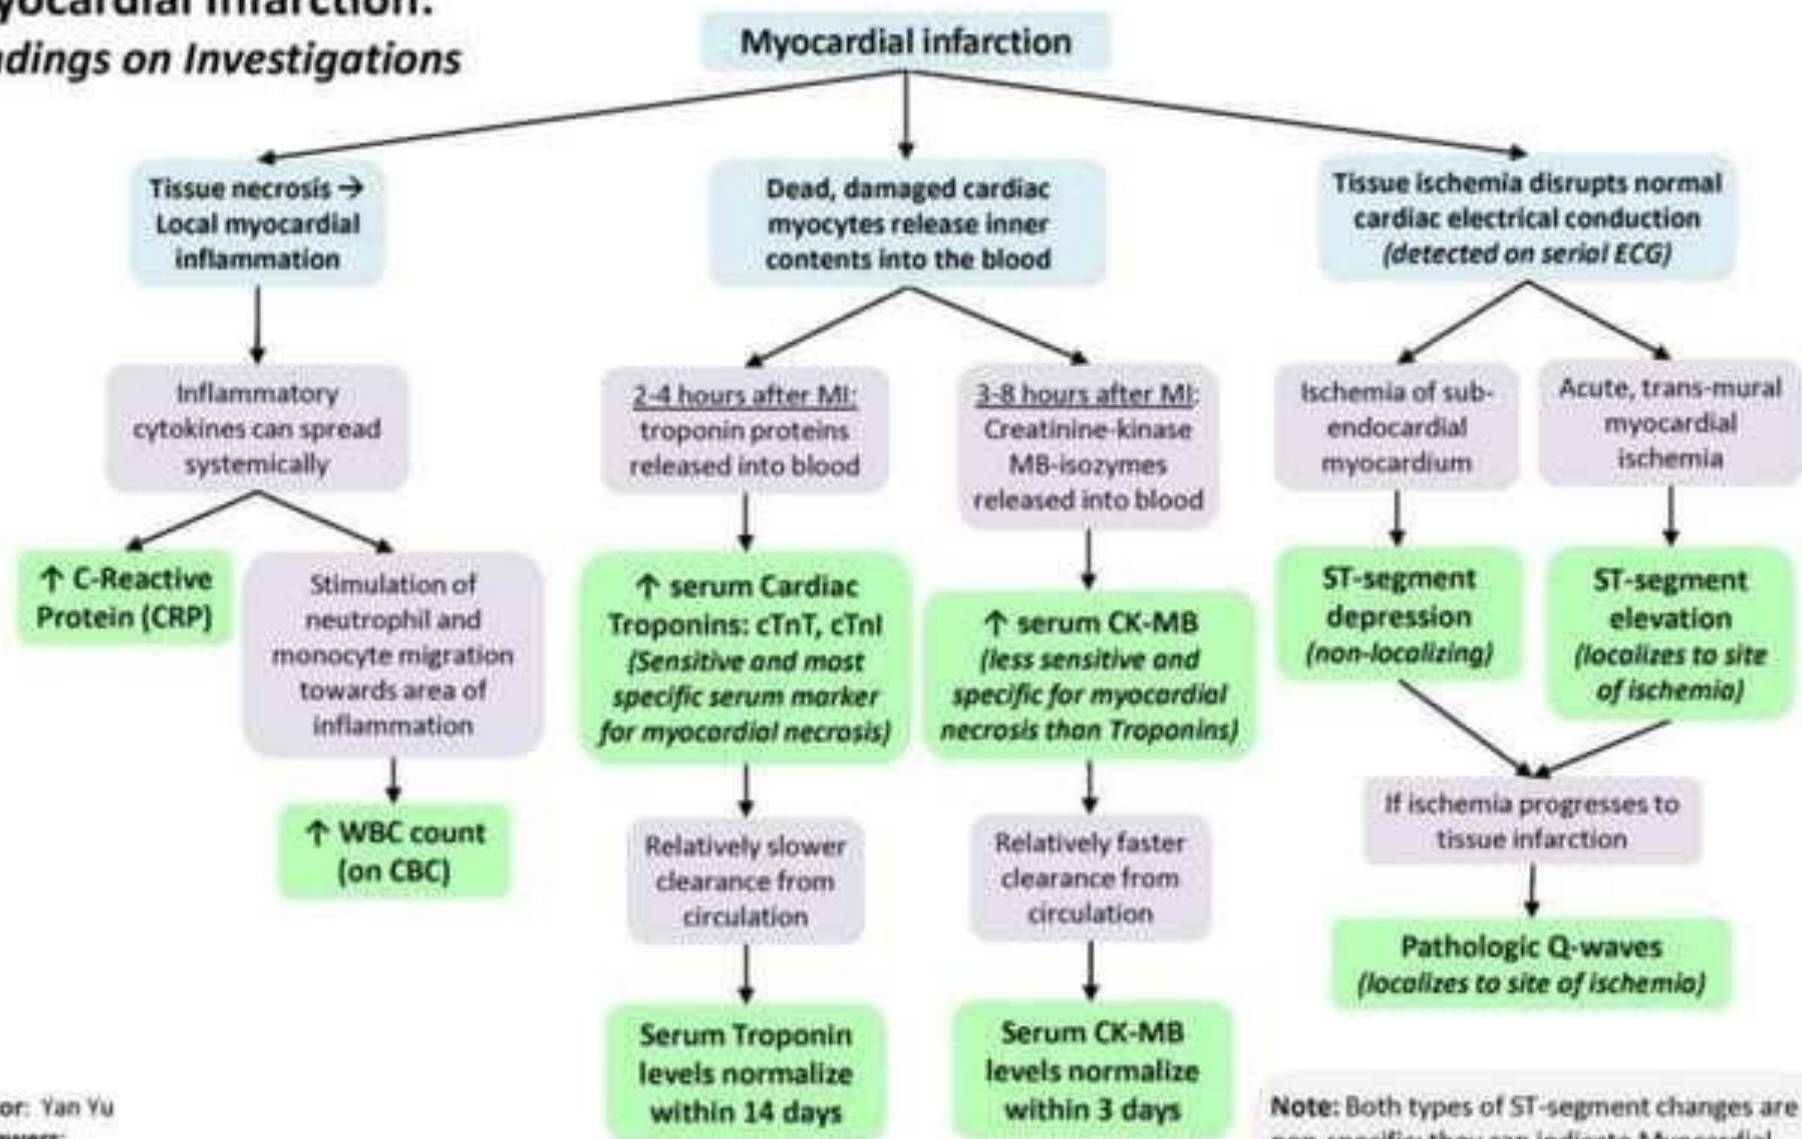 Myocardial infarction
on Investigations
Tissue necrosis →
Local myocardial
inflammation
Inflammatory
cytokines can spread
systemically
↑ C-Reactive
Protein (CRP)
Stimulation of
neutrophil and
monocyte migration
towards area of
inflammation
↑ WBC count
(on CBC)
Dead, damaged cardiac
myocytes release inner
contents into the blood
2-4 hours after MI:
troponin proteins
released into blood
↑ serum Cardiac
Troponins: cTnT, cTnI
(Sensitive and most
specific serum marker
for myocardial necrosis)
Relatively slower
clearance from
circulation
Serum Troponin
levels normalize
within 14 days
3-8 hours after MI:
Creatinine-kinase
MB-isozymes
released into blood
↑ serum CK-MB
(less sensitive and
specific for myocardial
necrosis than Troponins)
Relatively faster
clearance from
circulation
Serum CK-MB
levels normalize
within 3 days
Tissue ischemia disrupts normal
cardiac electrical conduction
(detected on serial ECG)
Ischemia of sub-
endocardial
myocardium
ST-segment
depression
(non-localizing)
Acute, trans-mural
myocardial
ischemia
ST-segment
elevation
(localizes to site
of ischemia)
If ischemia progresses to
tissue infarction
Pathologic Q-waves
(localizes to site of ischemia)
Yan Yu
Note: Both types of ST-segment changes are